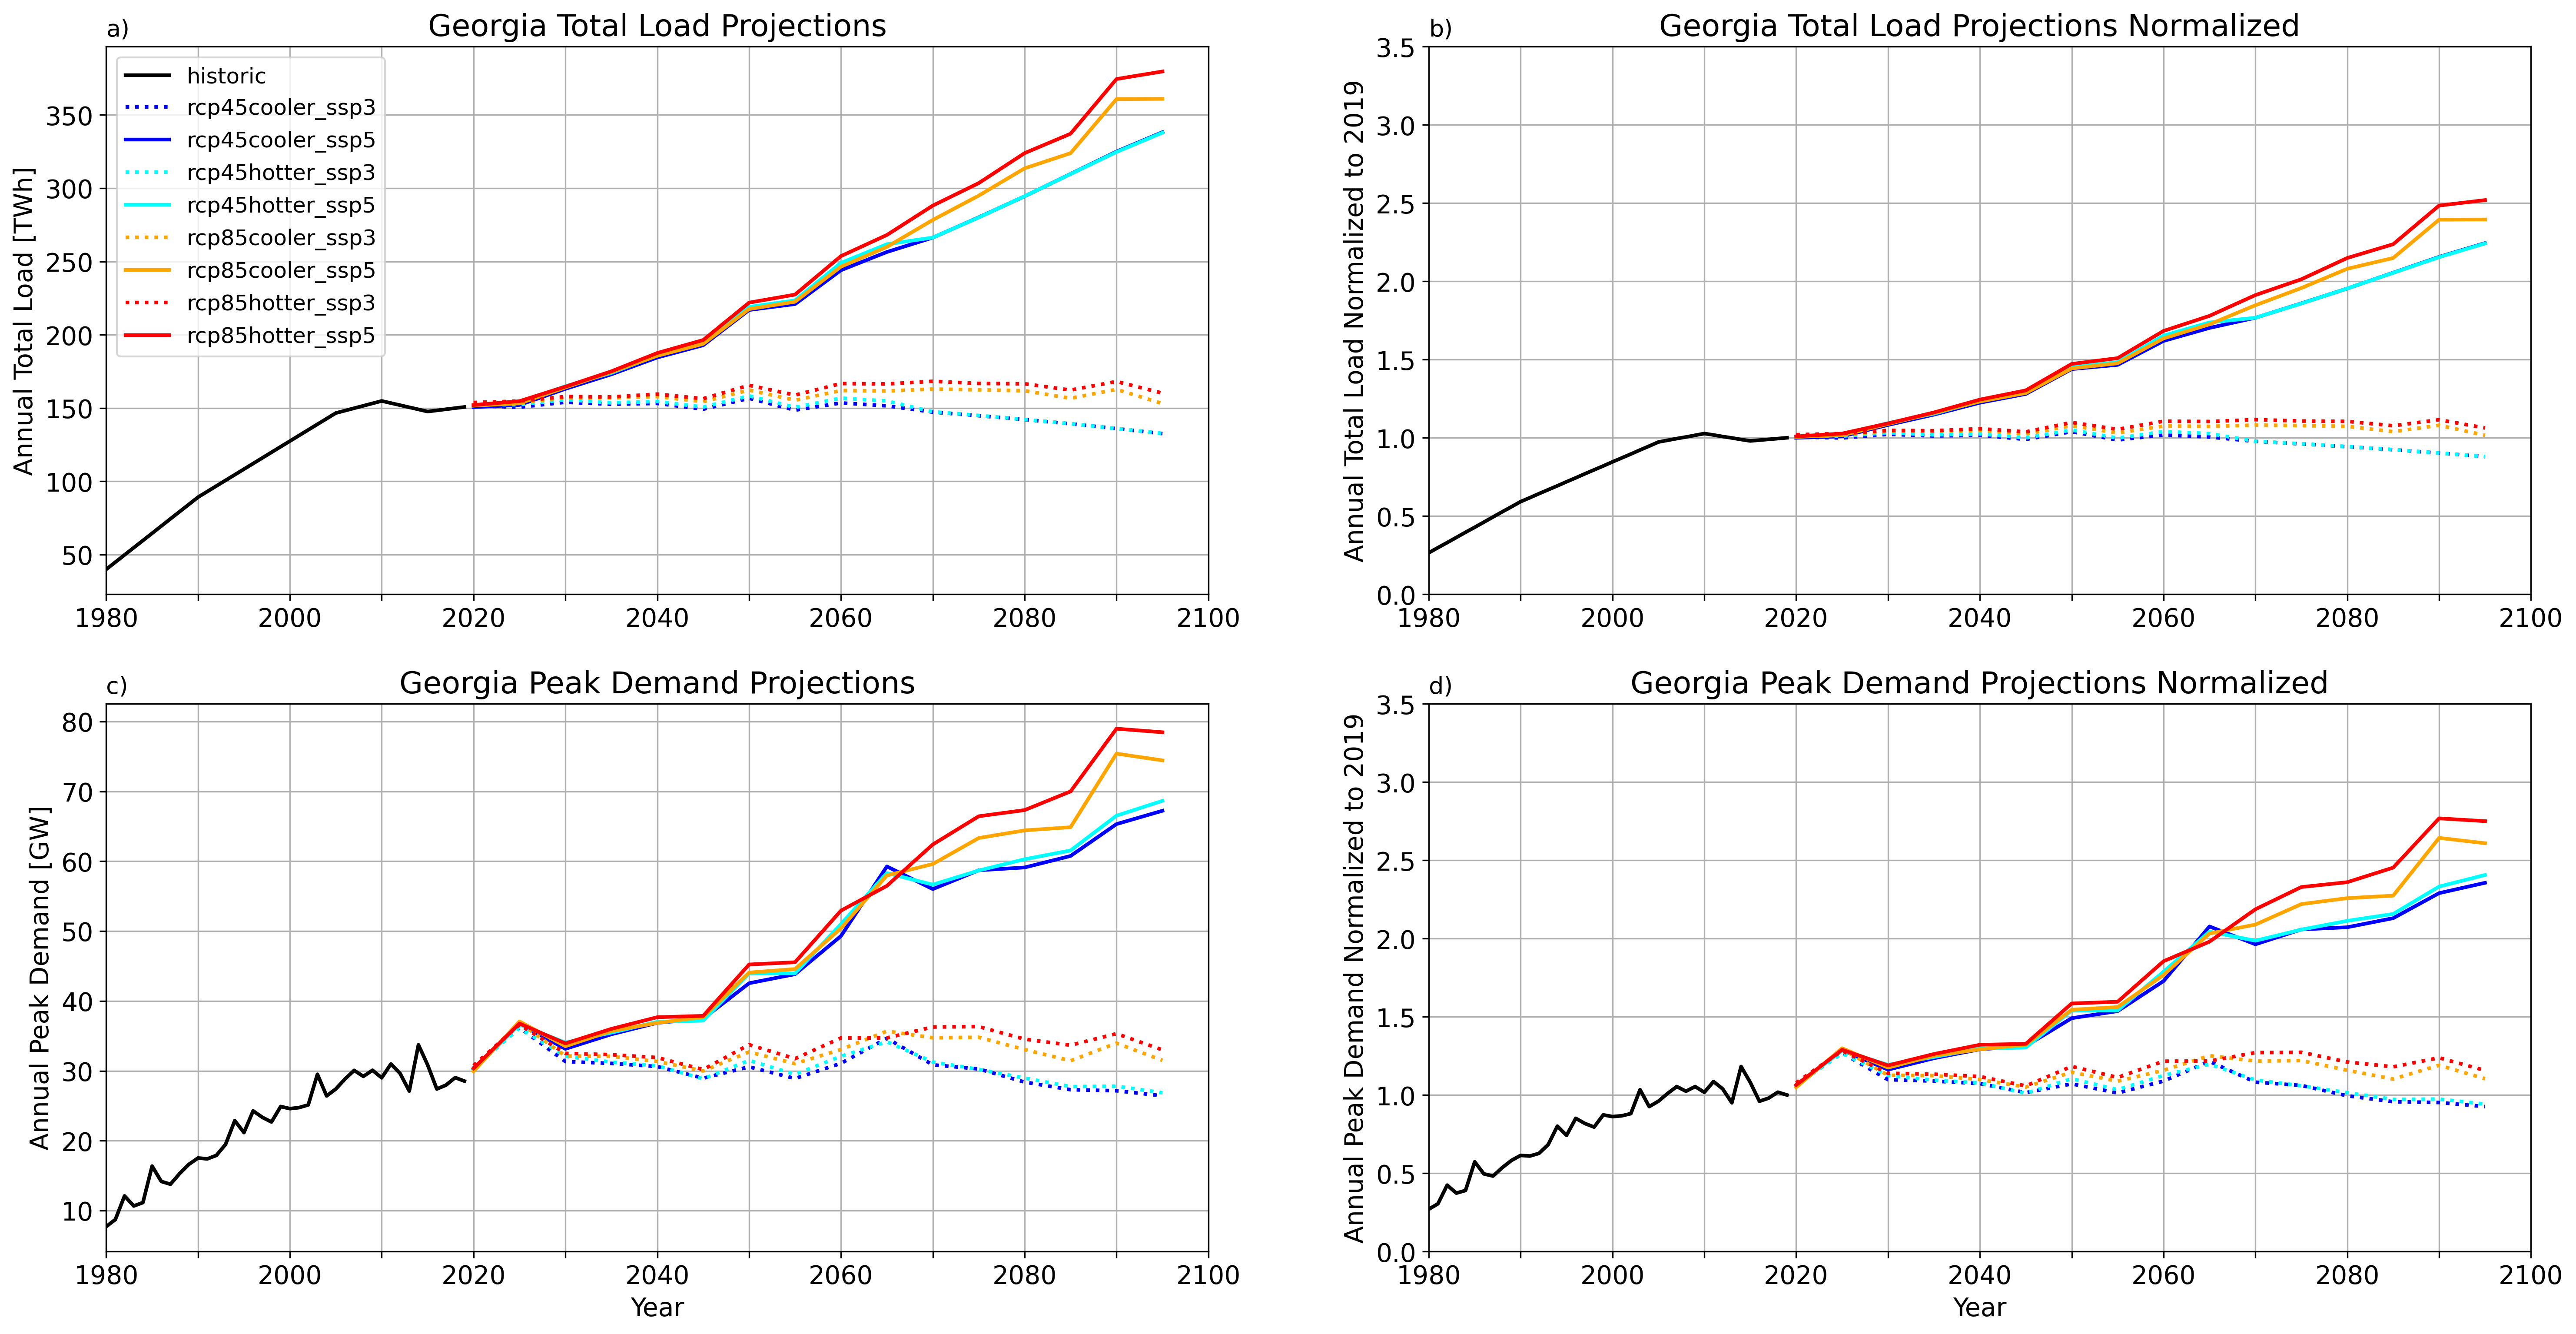 a)
Georgia Total Load Projections
Annual Total Load [TWh]
350
300
250
200
150
100
50
historic
rcp45cooler_ssp3
rcp45cooler_ssp5
rcp45hotter_ssp3
rcp45hotter_ssp5
rcp85cooler_ssp3
rcp85cooler_ssp5
rcp85hotter_ssp3
rcp85hotter_ssp5
1980 2000 2020 2040 2060 2080 2100
b)
Georgia Total Load Projections Normalized
Annual Total Load Normalized to 2019
3.5
3.0
2.5
2.0
1.5
1.0
0.5
0.0
1980 2000 2020 2040 2060 2080 2100
c)
Georgia Peak Demand Projections
Annual Peak Demand [GW]
80
70
60
50
40
30
20
10
1980 2000 2020 2040 2060 2080 2100
Year
d)
Georgia Peak Demand Projections Normalized
Annual Peak Demand Normalized to 2019
3.5
3.0
2.5
2.0
1.5
1.0
0.5
0.0
1980 2000 2020 2040 2060 2080 2100
Year